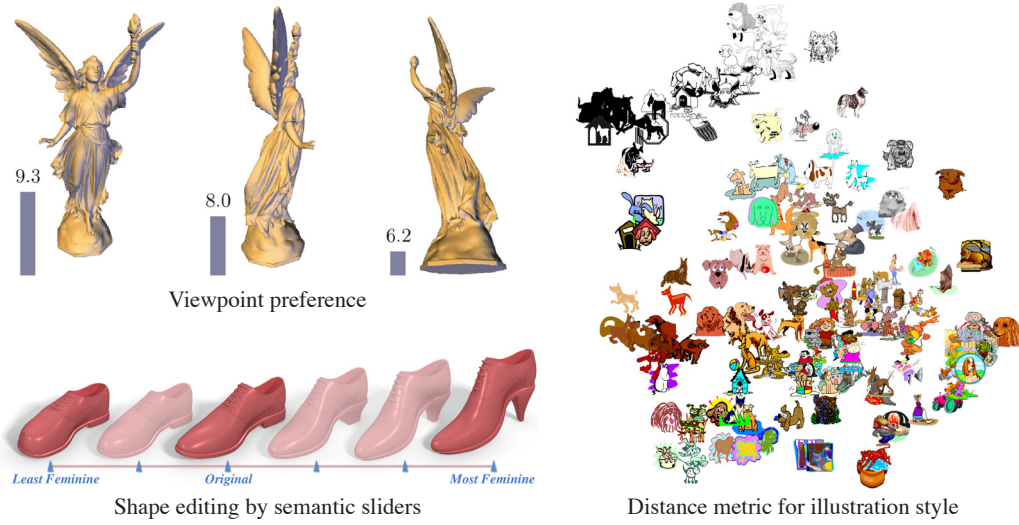 9.3
8.0
6.2
Viewpoint preference
Least Feminine Original Most Feminine
Shape editing by semantic sliders
Distance metric for illustration style